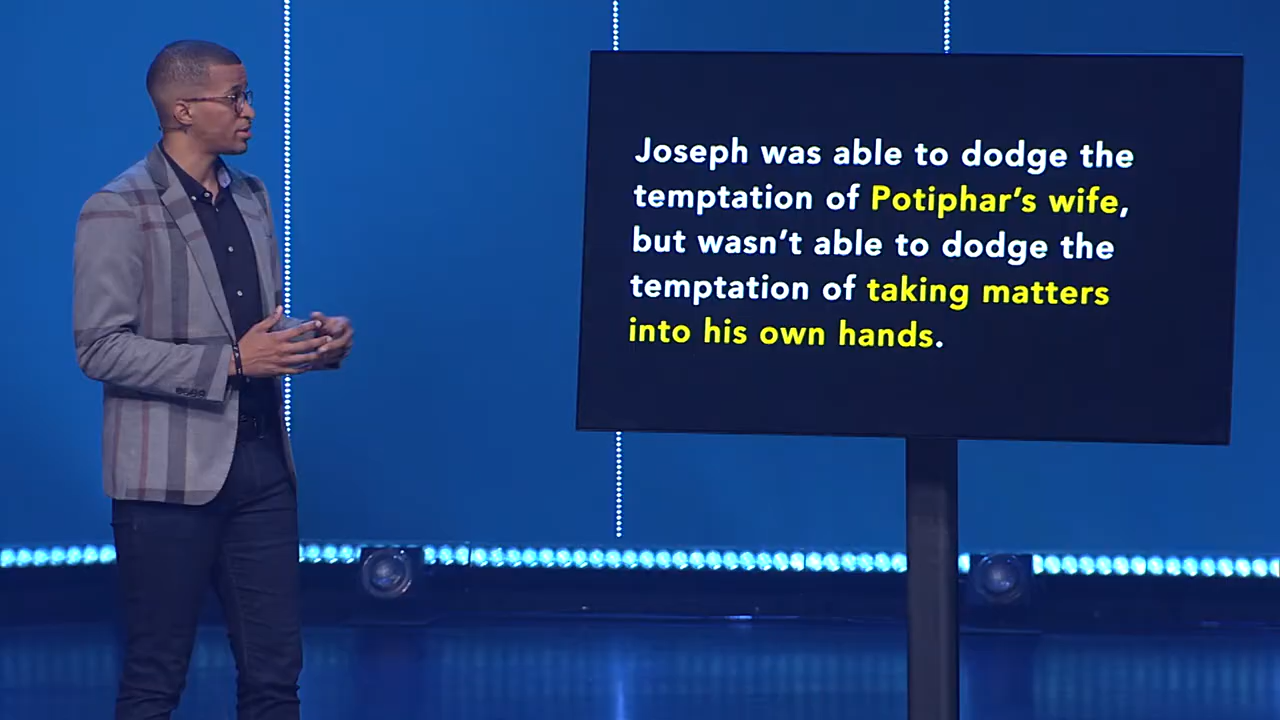 Joseph was able to dodge the
temptation of Potiphar’s wife,
but wasn’t able to dodge the
temptation of taking matters
into his own hands.